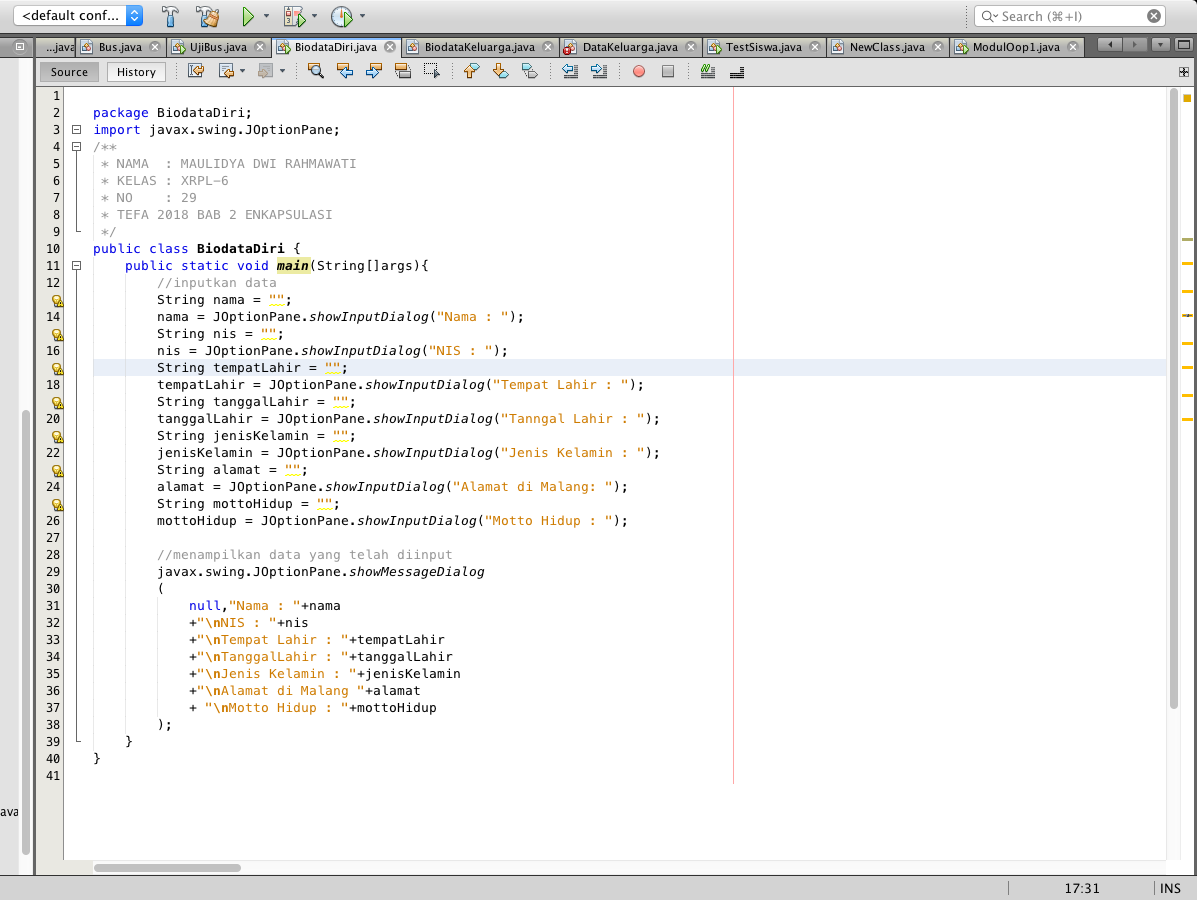 <default conf...
Search (⌘+I)
...java
Bus.java
UjiBus.java
BiodataDiri.java
BiodataKeluarga.java
DataKeluarga.java
TestSiswa.java
NewClass.java
ModulOop1.java
Source
History
1
2 package BiodataDiri;
3 import javax.swing.JOptionPane;
4 /**
5 * NAMA  : MAULIDYA DWI RAHMAWATI
6 * KELAS : XRPL-6
7 * NO    : 29
8 * TEFA 2018 BAB 2 ENKAPSULASI
9 */
10 public class BiodataDiri {
11 public static void main(String[]args){
12 //inputkan data
String nama = "";
14 nama = JOptionPane.showInputDialog("Nama : ");
String nis = "";
16 nis = JOptionPane.showInputDialog("NIS : ");
String tempatLahir = "";
18 tempatLahir = JOptionPane.showInputDialog("Tempat Lahir : ");
String tanggalLahir = "";
20 tanggalLahir = JOptionPane.showInputDialog("Tanngal Lahir : ");
String jenisKelamin = "";
22 jenisKelamin = JOptionPane.showInputDialog("Jenis Kelamin : ");
String alamat = "";
24 alamat = JOptionPane.showInputDialog("Alamat di Malang: ");
String mottoHidup = "";
26 mottoHidup = JOptionPane.showInputDialog("Motto Hidup : ");
27
28 //menampilkan data yang telah diinput
29 javax.swing.JOptionPane.showMessageDialog
30 (
31 null,"Nama : "+nama
32 +"\nNIS : "+nis
33 +"\nTempat Lahir : "+tempatLahir
34 +"\nTanggalLahir : "+tanggalLahir
35 +"\nJenis Kelamin : "+jenisKelamin
36 +"\nAlamat di Malang "+alamat
37 + "\nMotto Hidup : "+mottoHidup
38 );
39 }
40 }
41
ava
17:31
INS